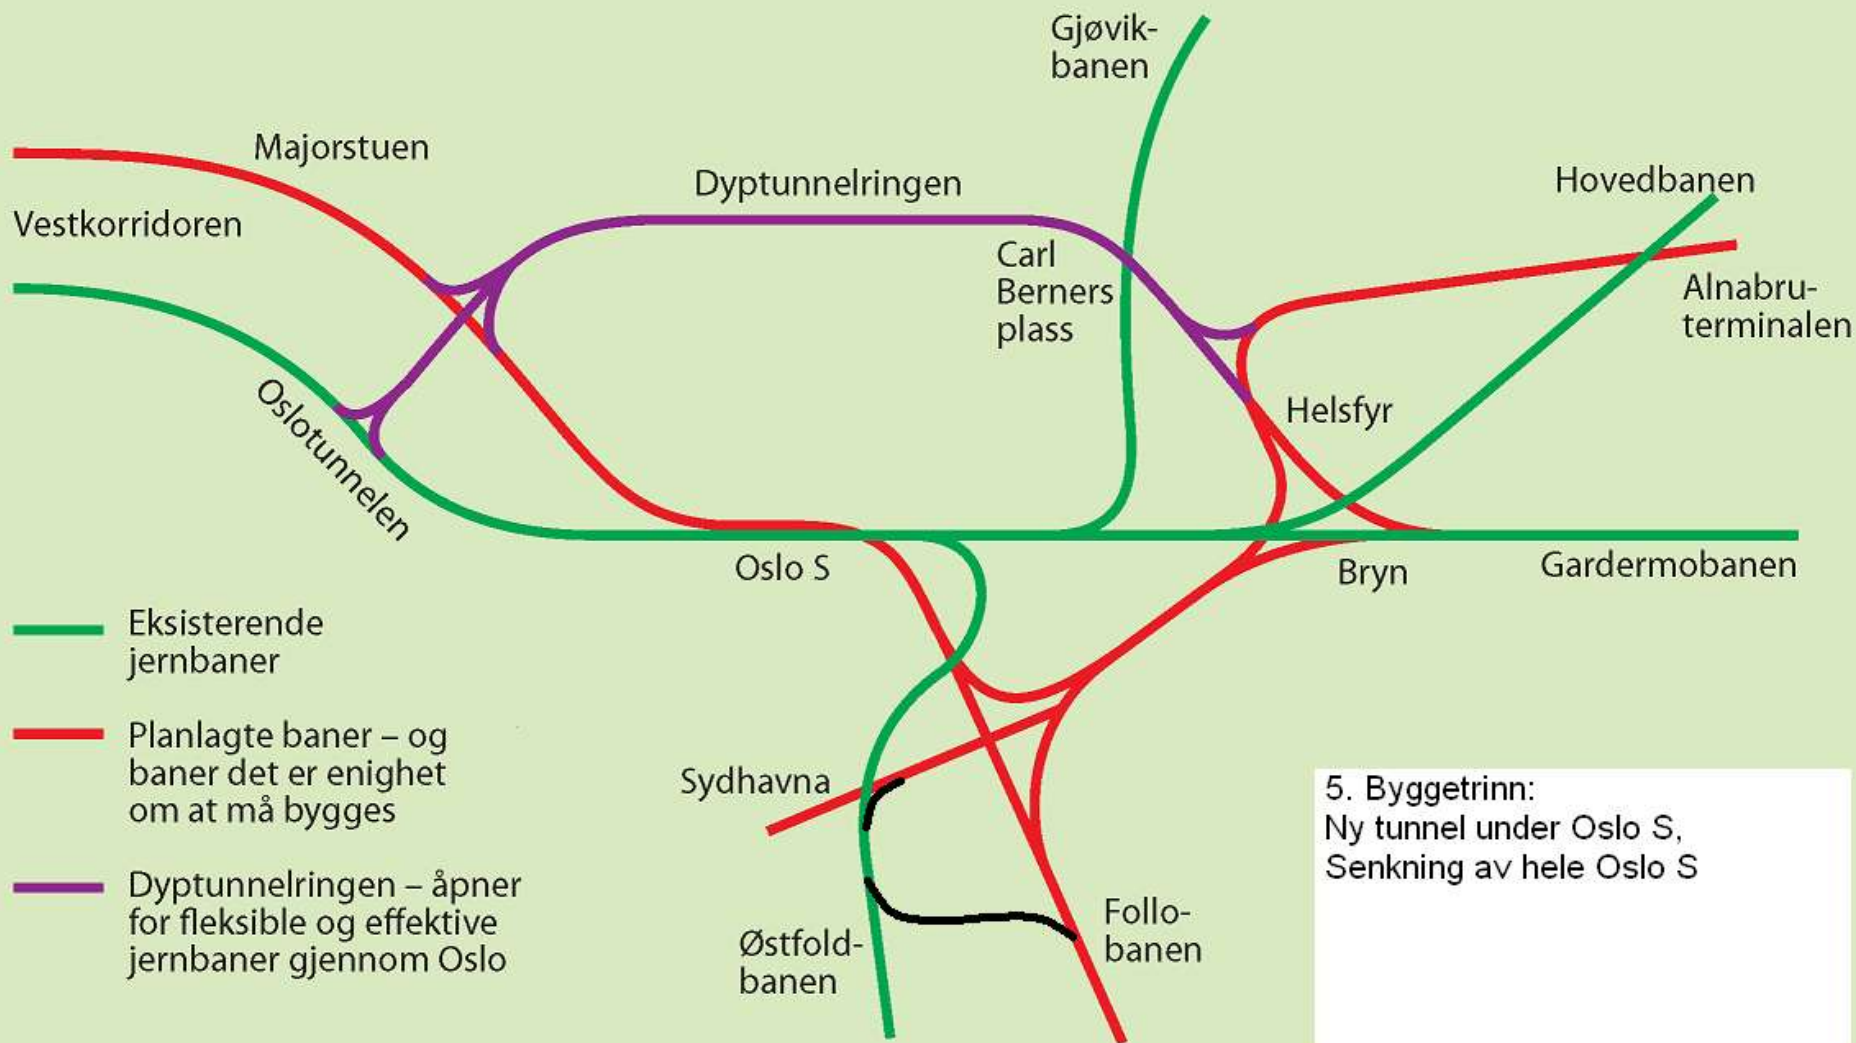 Gjøvik-
banen
Majorstuen
Dyptunnelringen
Hovedbanen
Vestkorridoren
Carl
Berners
plass
Alnabru-
terminalen
Oslotunnelen
Helsfyr
Oslo S
Bryn
Gardermobanen
Eksisterende
jernbaner
Planlagte baner – og
baner det er enighet
om at må bygges
Dyptunnelringen – åpner
for fleksible og effektive
jernbaner gjennom Oslo
Sydhavna
Østfold-
banen
Follo-
banen
5. Byggetrinn:
Ny tunnel under Oslo S,
Senkning av hele Oslo S